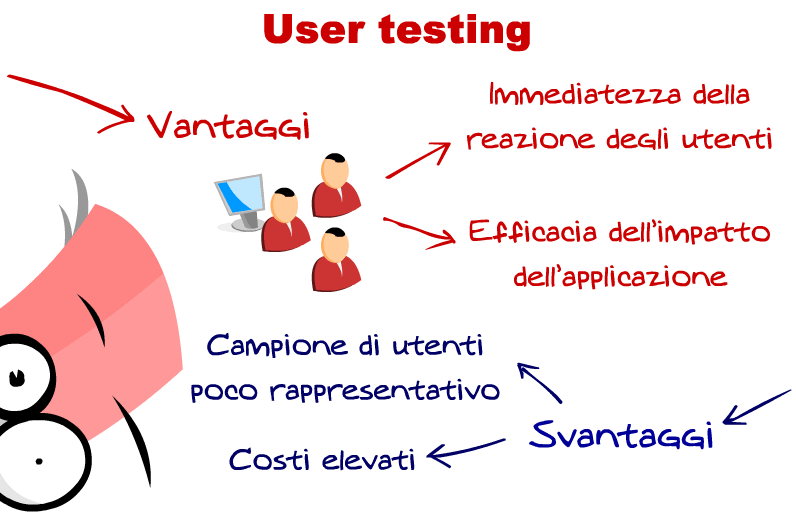 User testing
Vantaggi
Immediatezza della
reazione degli utenti
Efficacia dell'impatto
dell'applicazione
Campione di utenti
poco rappresentativo
Svantaggi
Costi elevati